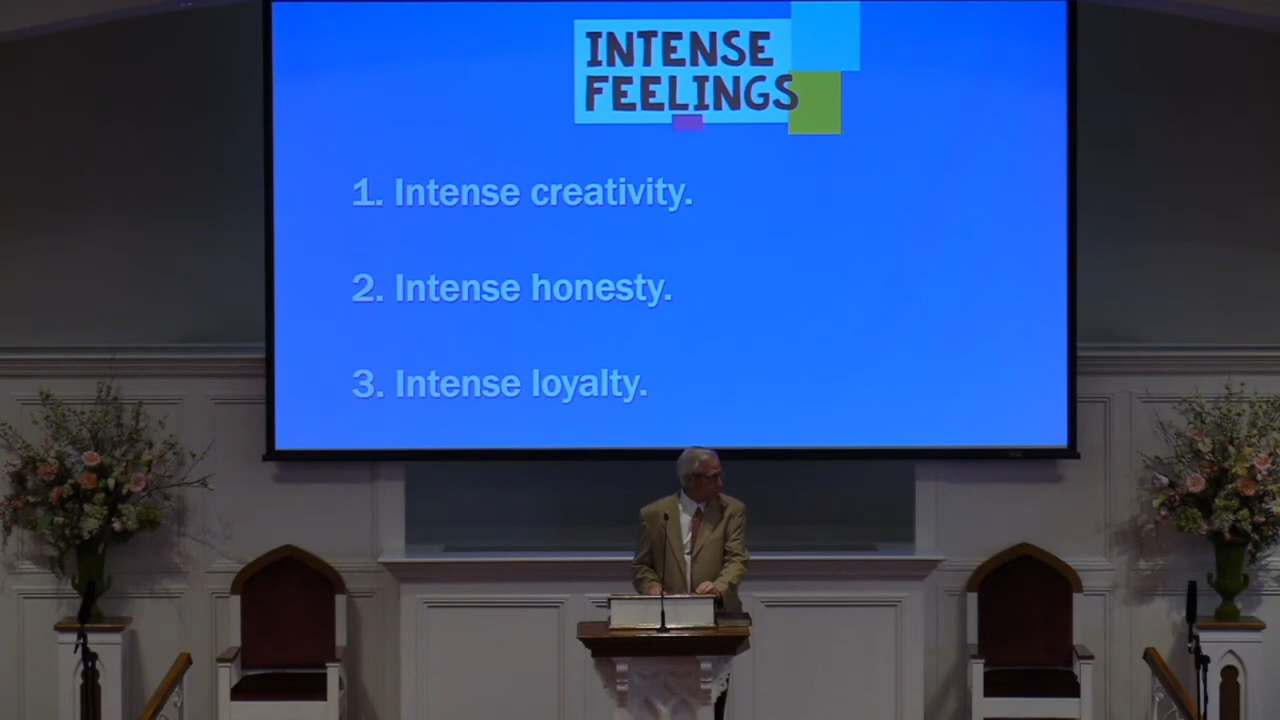 INTENSE
FEELINGS
1. Intense creativity.
2. Intense honesty.
3. Intense loyalty.